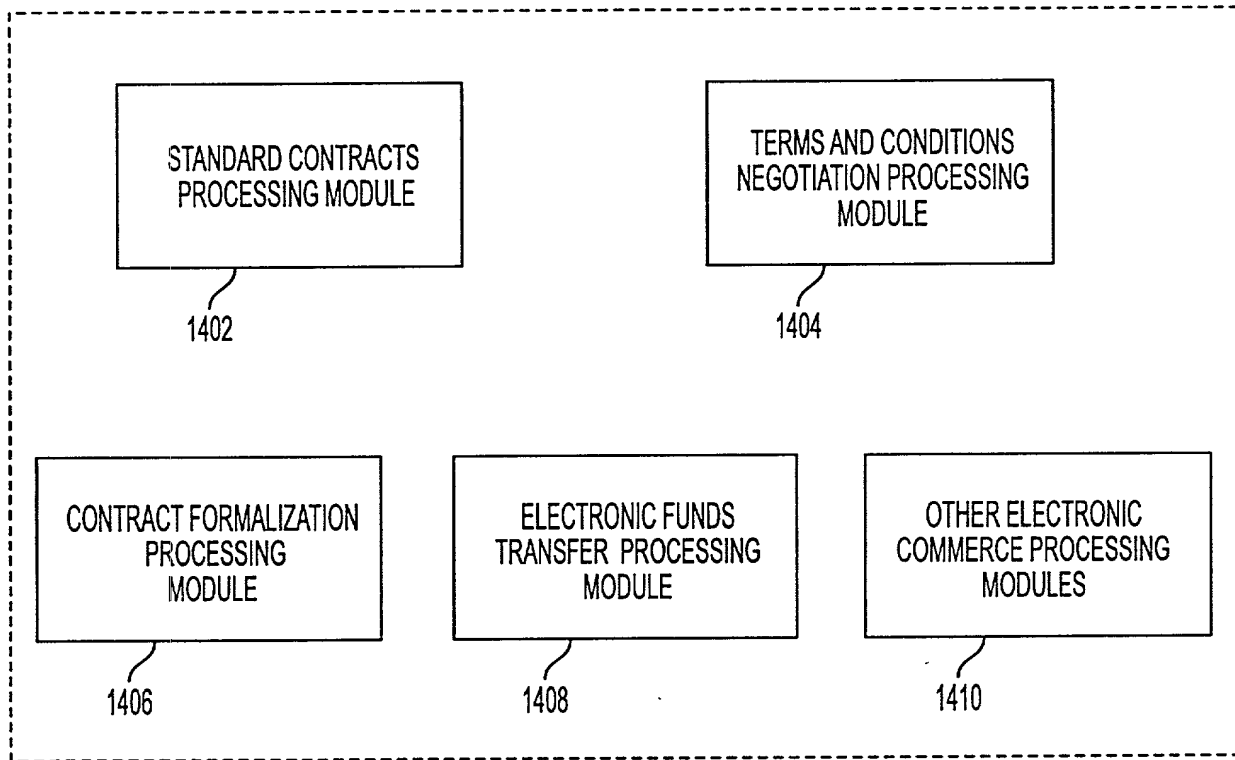 STANDARD CONTRACTS
PROCESSING MODULE
1402
TERMS AND CONDITIONS
NEGOTIATION PROCESSING
MODULE
1404
CONTRACT FORMALIZATION
PROCESSING
MODULE
1406
ELECTRONIC FUNDS
TRANSFER PROCESSING
MODULE
1408
OTHER ELECTRONIC
COMMERCE PROCESSING
MODULES
1410